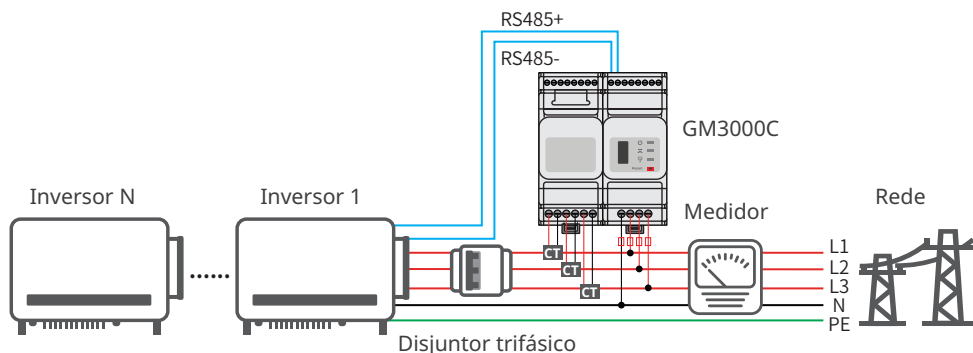 RS485+
RS485-
GM3000C
Inversor N
Inversor 1
Medidor
Rede
CT
CT
CT
L1
L2
L3
N
PE
Disjuntor trifásico